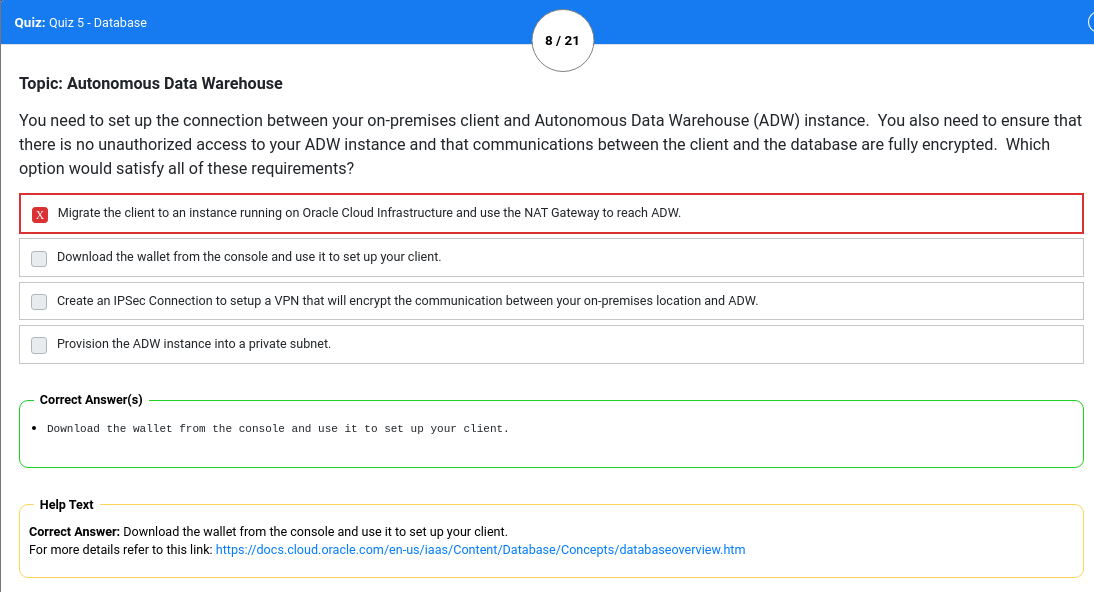 Quiz: Quiz 5 - Database
8 / 21
Topic: Autonomous Data Warehouse
You need to set up the connection between your on-premises client and Autonomous Data Warehouse (ADW) instance.  You also need to ensure that
there is no unauthorized access to your ADW instance and that communications between the client and the database are fully encrypted.  Which
option would satisfy all of these requirements?
X Migrate the client to an instance running on Oracle Cloud Infrastructure and use the NAT Gateway to reach ADW.
Download the wallet from the console and use it to set up your client.
Create an IPSec Connection to setup a VPN that will encrypt the communication between your on-premises location and ADW.
Provision the ADW instance into a private subnet.
Correct Answer(s)
• Download the wallet from the console and use it to set up your client.
Help Text
Correct Answer: Download the wallet from the console and use it to set up your client.
For more details refer to this link: https://docs.cloud.oracle.com/en-us/iaas/Content/Database/Concepts/databaseoverview.htm